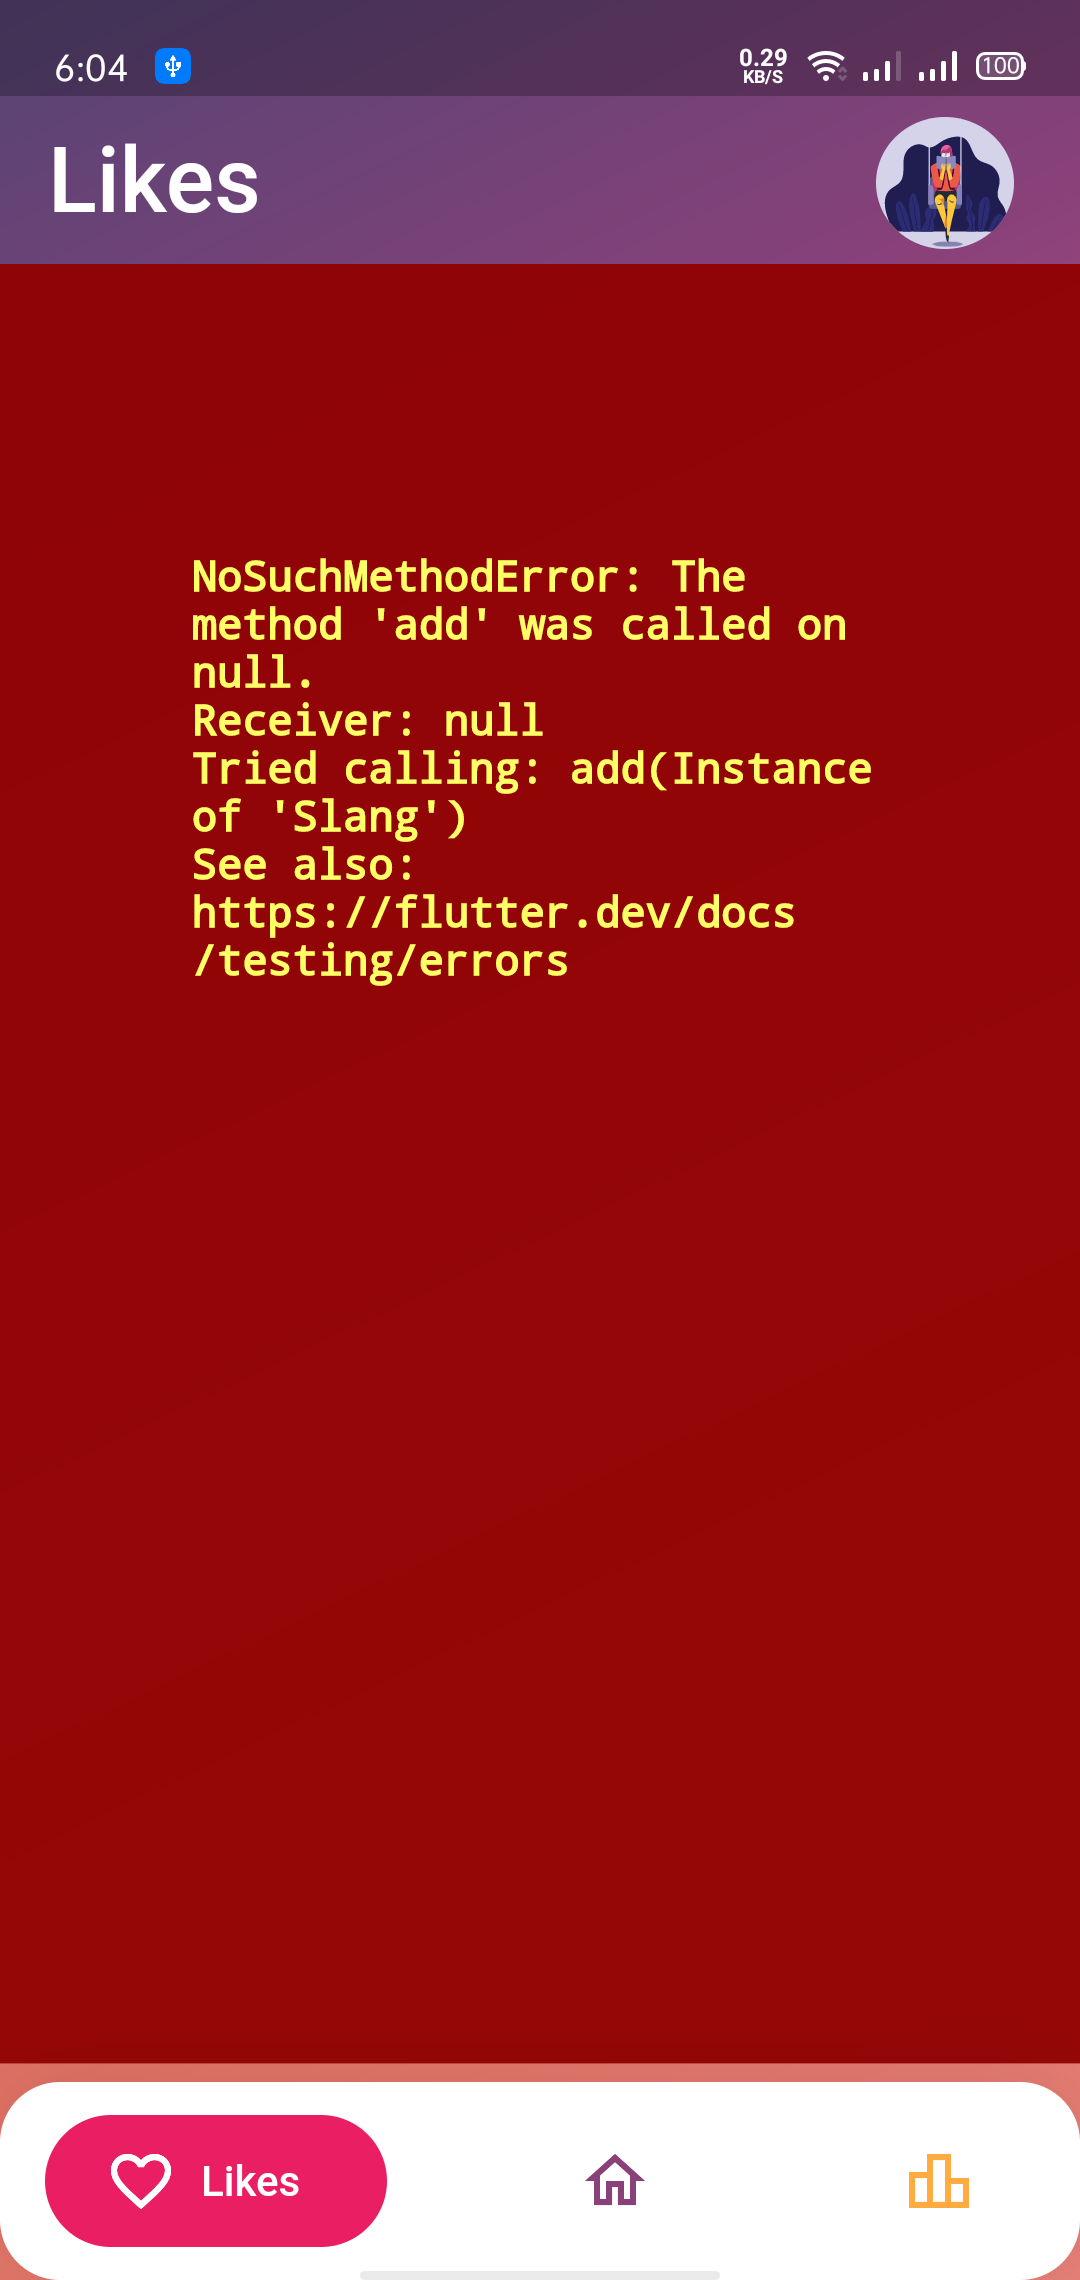 6:04
0.29
KB/S
100
Likes
NoSuchMethodError: The
method 'add' was called on
null.
Receiver: null
Tried calling: add(Instance
of 'Slang')
See also:
https://flutter.dev/docs
/testing/errors
Likes